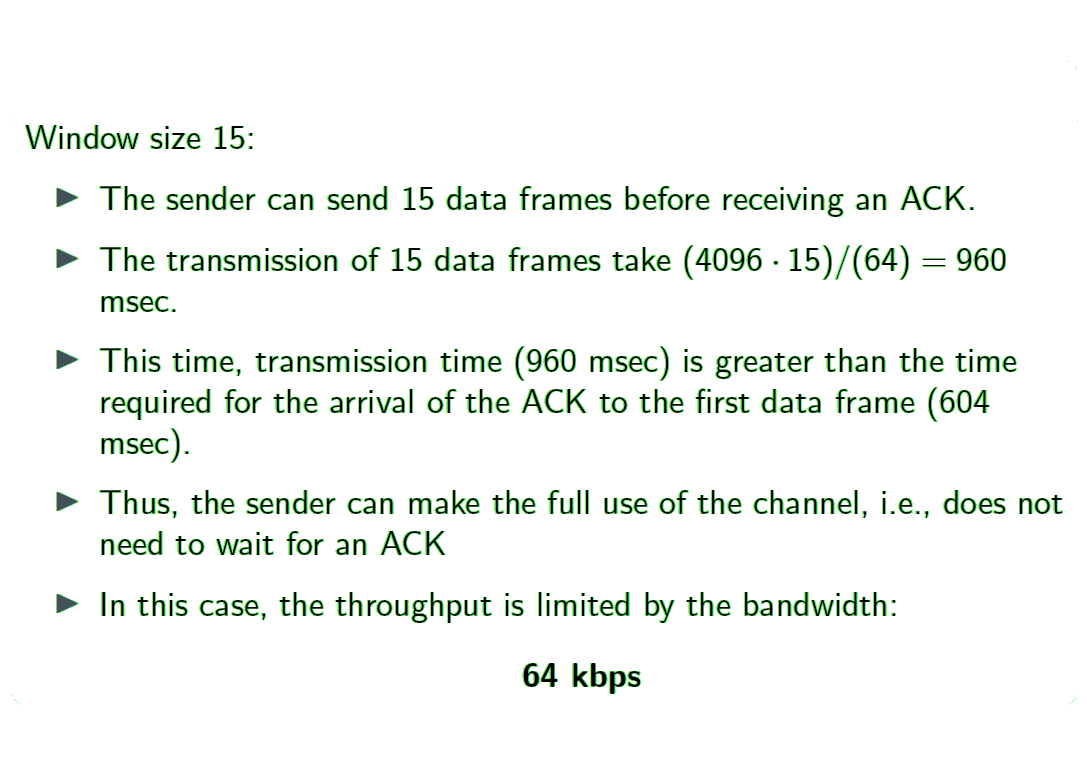 Window size 15:
▶ The sender can send 15 data frames before receiving an ACK.
▶ The transmission of 15 data frames take (4096 · 15)/(64) = 960
msec.
▶ This time, transmission time (960 msec) is greater than the time
required for the arrival of the ACK to the first data frame (604
msec).
▶ Thus, the sender can make the full use of the channel, i.e., does not
need to wait for an ACK
▶ In this case, the throughput is limited by the bandwidth:
64 kbps